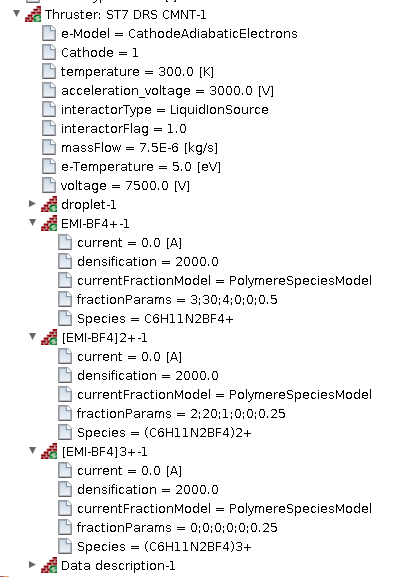 Thruster: ST7 DRS CMNT-1
e-Model = CathodeAdiabaticElectrons
Cathode = 1
temperature = 300.0 [K]
acceleration_voltage = 3000.0 [V]
interactorType = LiquidIonSource
interactorFlag = 1.0
massFlow = 7.5E-6 [kg/s]
e-Temperature = 5.0 [eV]
voltage = 7500.0 [V]
droplet-1
EMI-BF4+-1
current = 0.0 [A]
densification = 2000.0
currentFractionModel = PolymereSpeciesModel
fractionParams = 3;30;4;0;0;0.5
Species = C6H11N2BF4+
[EMI-BF4]2+-1
current = 0.0 [A]
densification = 2000.0
currentFractionModel = PolymereSpeciesModel
fractionParams = 2;20;1;0;0;0.25
Species = (C6H11N2BF4)2+
[EMI-BF4]3+-1
current = 0.0 [A]
densification = 2000.0
currentFractionModel = PolymereSpeciesModel
fractionParams = 0;0;0;0;0;0.25
Species = (C6H11N2BF4)3+
Data description-1